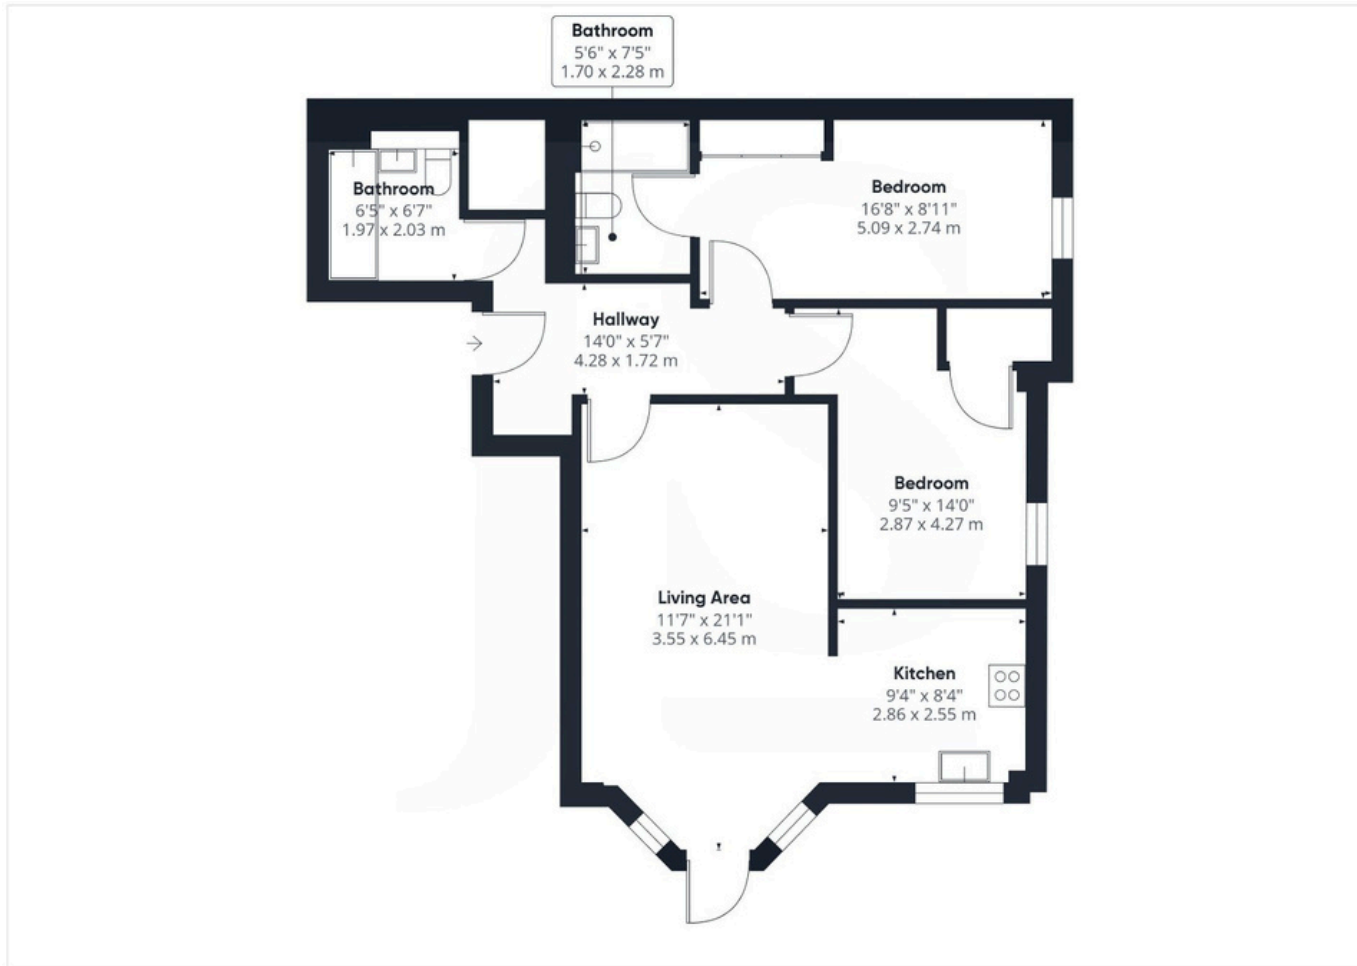 Bathroom
5'6" x 7'5"
1.70 x 2.28 m
Bathroom
6'5" x 6'7"
1.97 x 2.03 m
Bedroom
16'8" x 8'11"
5.09 x 2.74 m
Hallway
14'0" x 5'7"
4.28 x 1.72 m
Bedroom
9'5" x 14'0"
2.87 x 4.27 m
Living Area
11'7" x 21'1"
3.55 x 6.45 m
Kitchen
9'4" x 8'4"
2.86 x 2.55 m